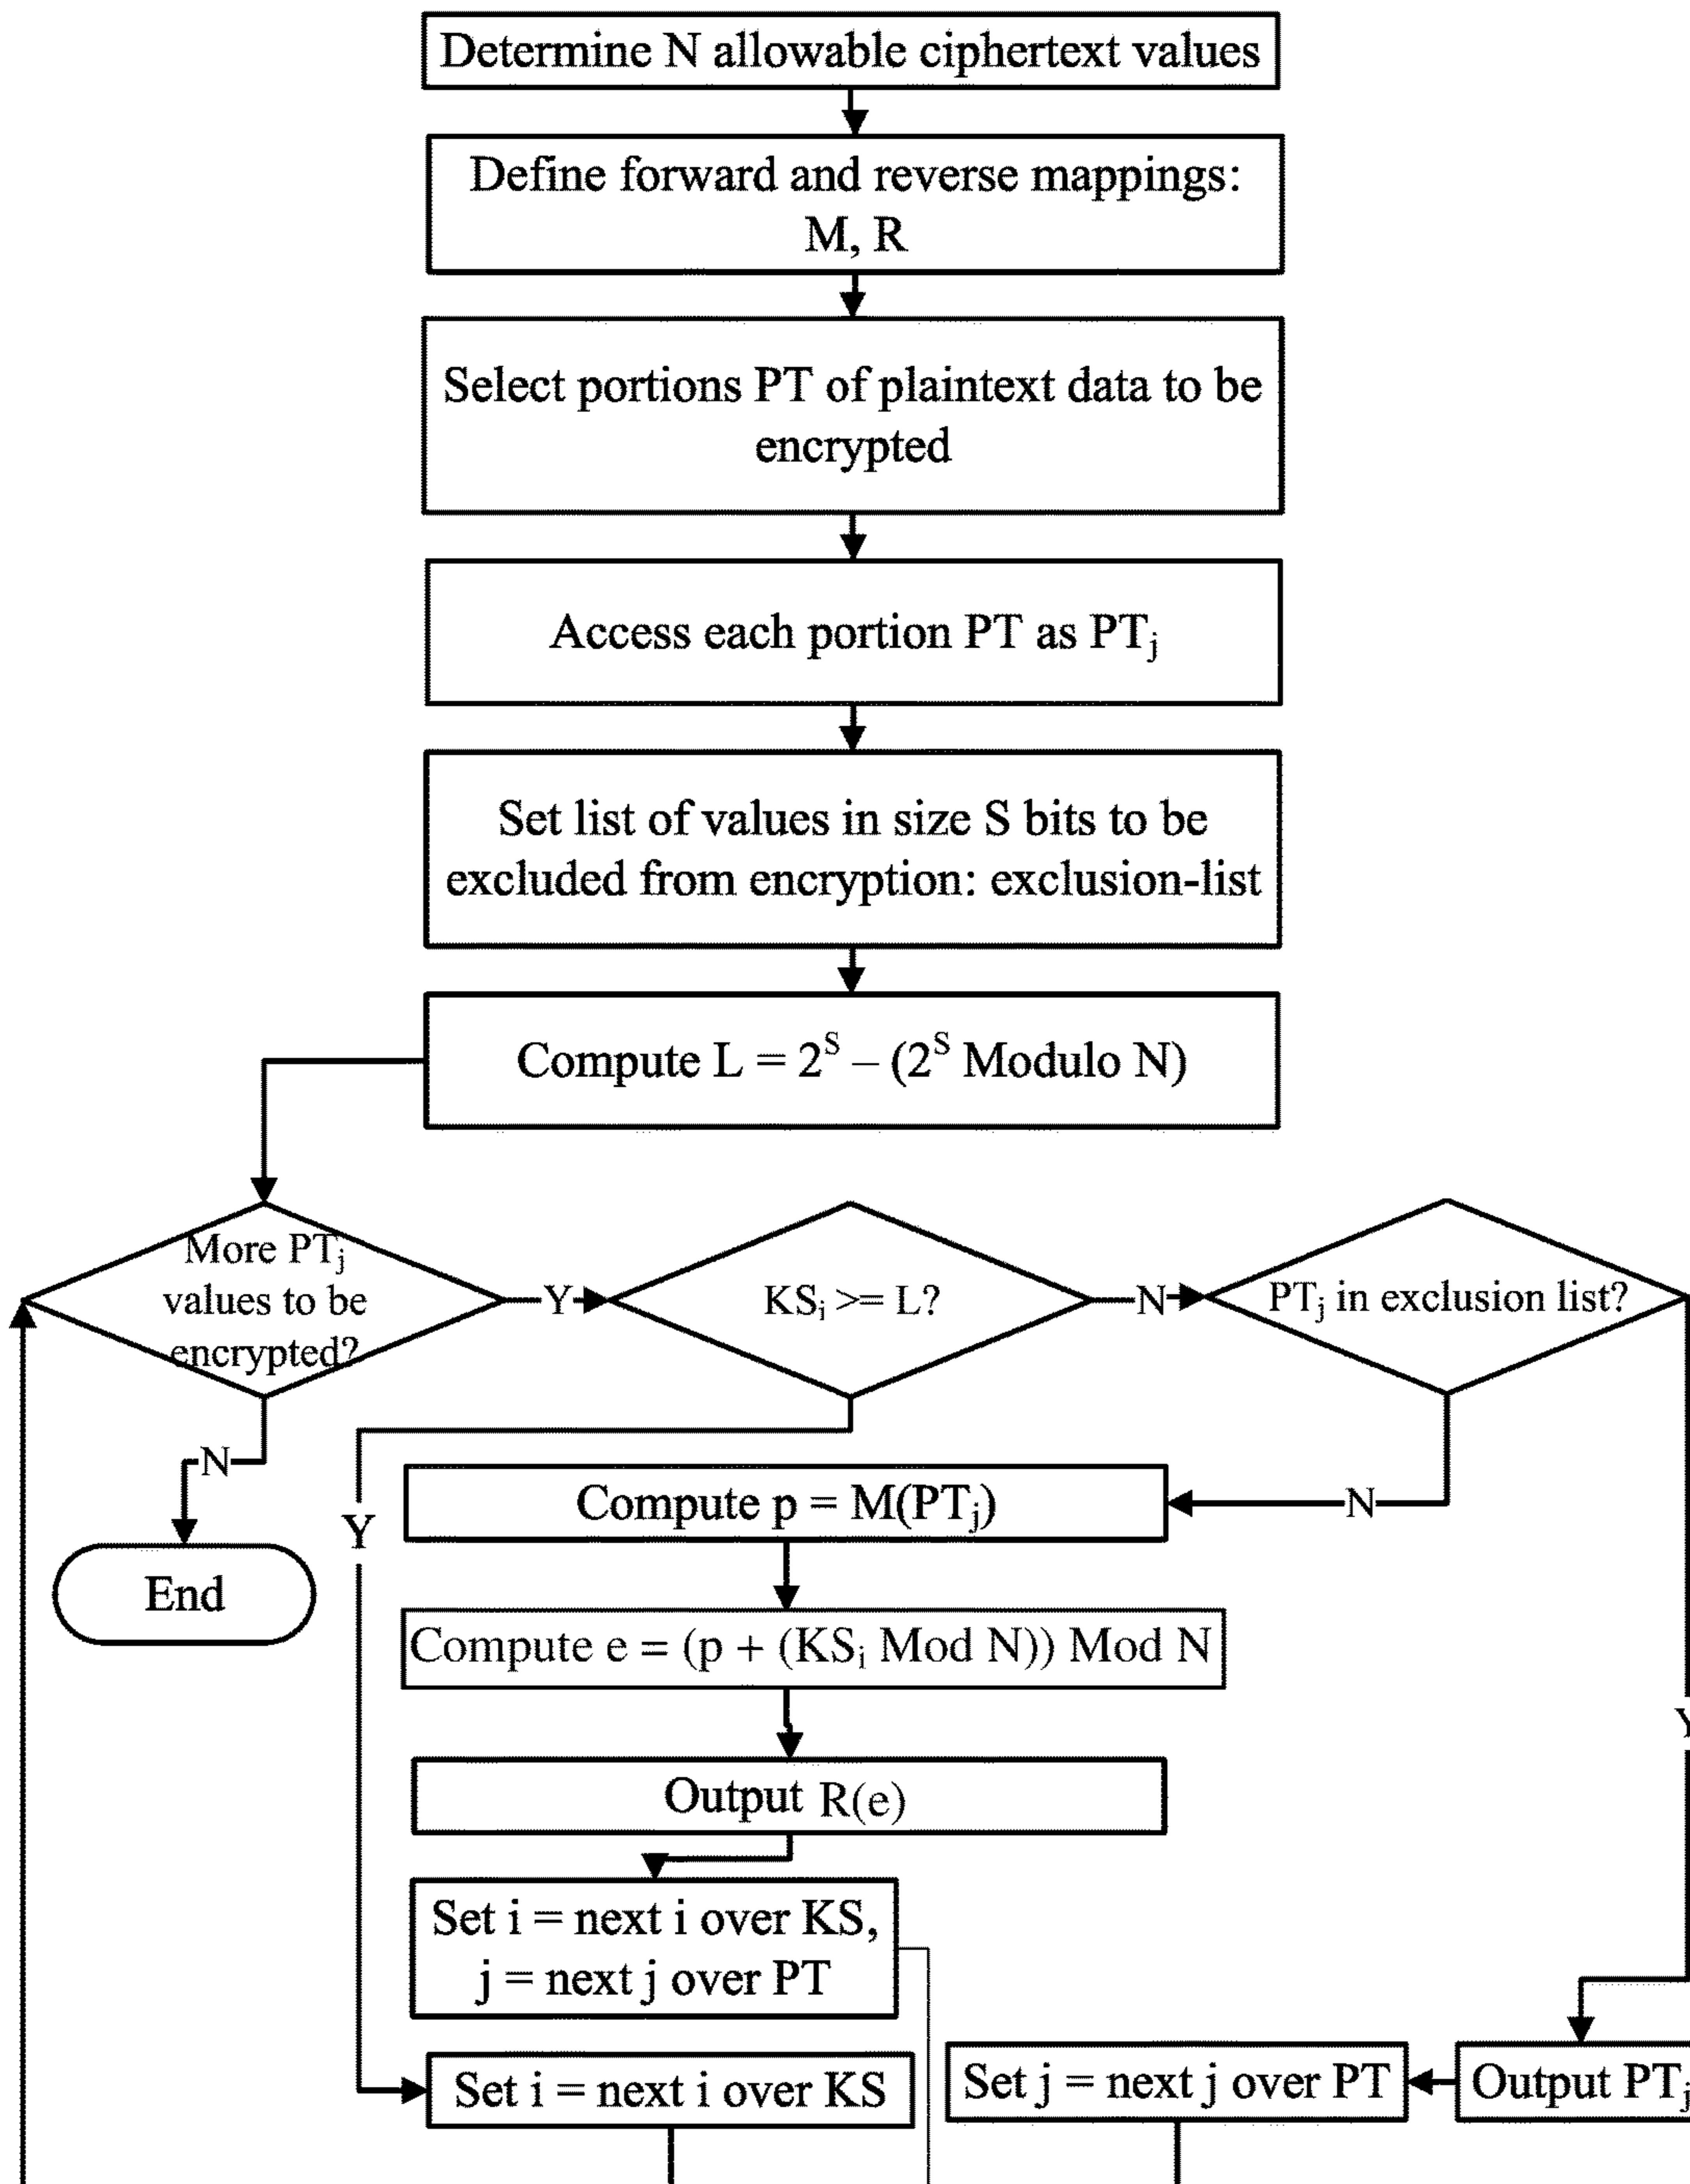 Determine N allowable ciphertext values
Define forward and reverse mappings:
M, R
Select portions PT of plaintext data to be
encrypted
Access each portion PT as PTj
Set list of values in size S bits to be
excluded from encryption: exclusion-list
Compute L = 2^S – (2^S Modulo N)
More PTj
values to be
encrypted?
Y
KSi >= L?
N
PTj in exclusion list?
N
Y
Compute p = M(PTj)
N
End
Compute e = (p + (KSi Mod N)) Mod N
Y
Output R(e)
Set i = next i over KS,
j = next j over PT
Set i = next i over KS
Set j = next j over PT
Output PTj